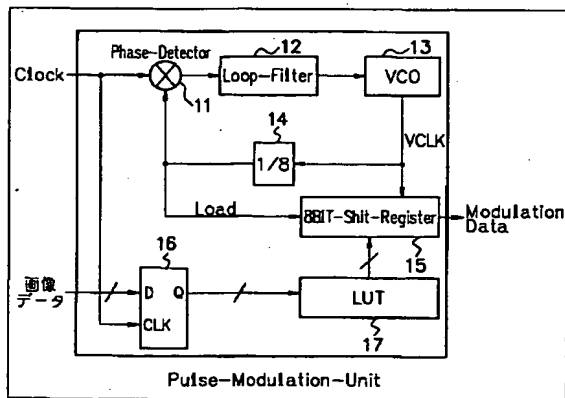 Phase-Detector
12
13
Clock
Loop-Filter
VCO
11
14
VCLK
1/8
Load
8BIT-Shit-Register
Modulation
Data
16
15
画像
データ
D Q
LUT
CLK
17
Pulse-Modulation-Unit